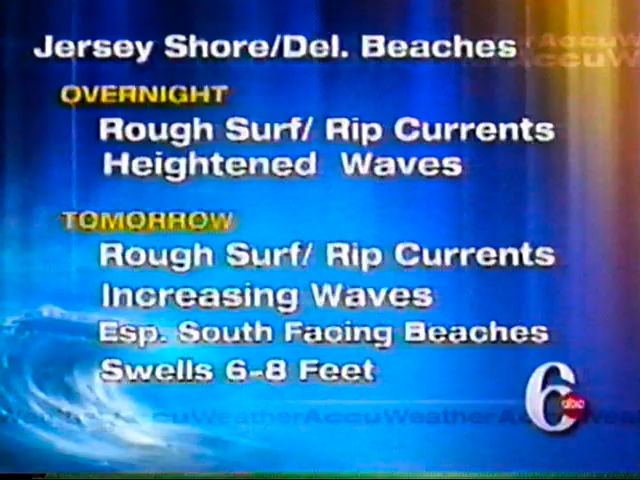 Jersey Shore/Del. Beaches
OVERNIGHT
Rough Surf/ Rip Currents
Heightened Waves
TOMORROW
Rough Surf/ Rip Currents
Increasing Waves
Esp. South Facing Beaches
Swells 6-8 Feet
6 abc
AccuWeather AccuWeather